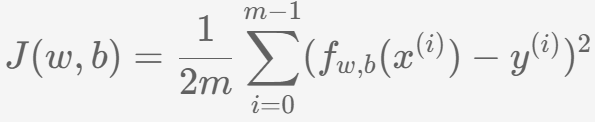 J(w,b) = \frac{1}{2m} \sum_{i=0}^{m-1} (f_{w,b}(x^{(i)}) - y^{(i)})^2